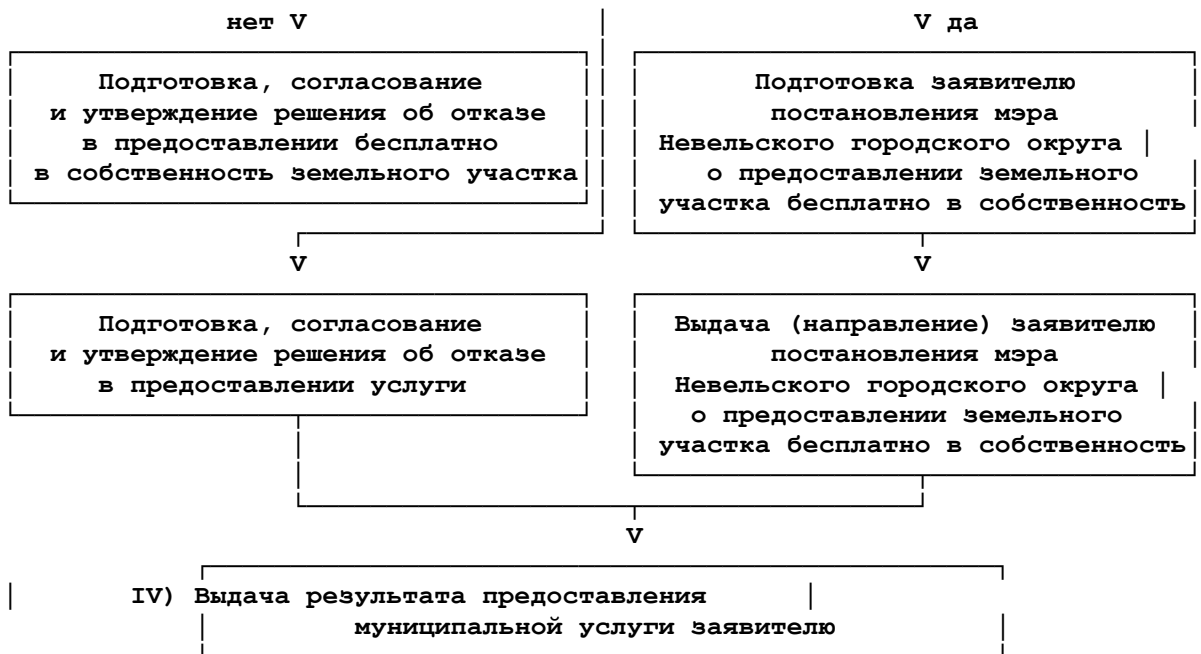 нет V
V да
Подготовка, согласование
и утверждение решения об отказе
в предоставлении бесплатно
в собственность земельного участка
Подготовка заявителю
постановления мэра
Невельского городского округа
о предоставлении земельного
участка бесплатно в собственность
V
V
Подготовка, согласование
и утверждение решения об отказе
в предоставлении услуги
Выдача (направление) заявителю
постановления мэра
Невельского городского округа
о предоставлении земельного
участка бесплатно в собственность
V
IV) Выдача результата предоставления
муниципальной услуги заявителю